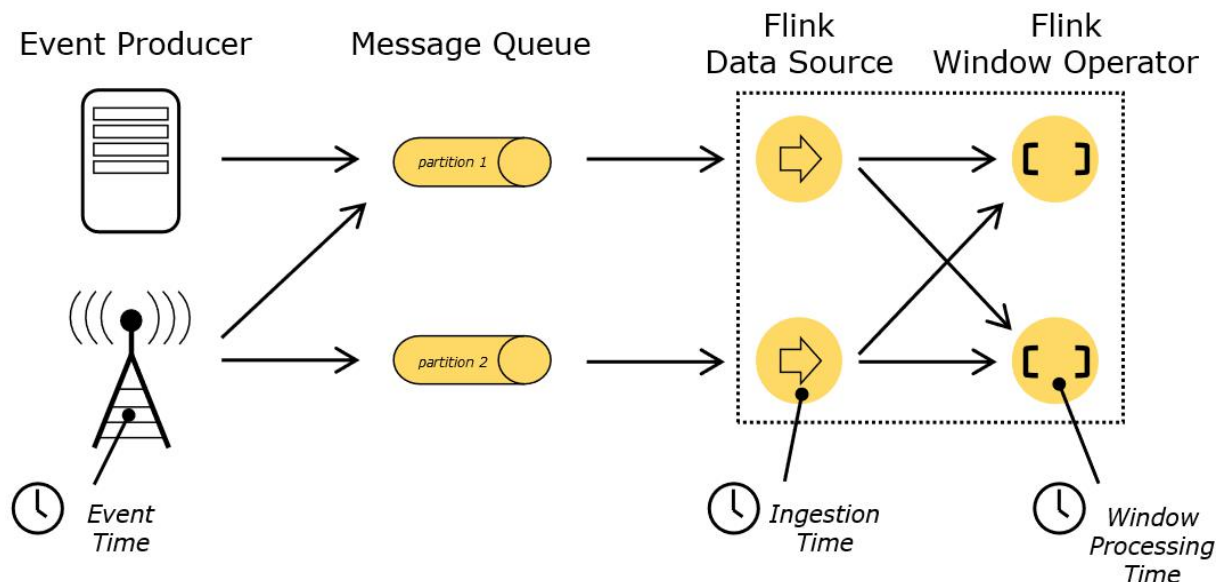 Event Producer
Message Queue
Flink
Data Source
Flink
Window Operator
partition 1
partition 2
Event
Time
Ingestion
Time
Window
Processing
Time